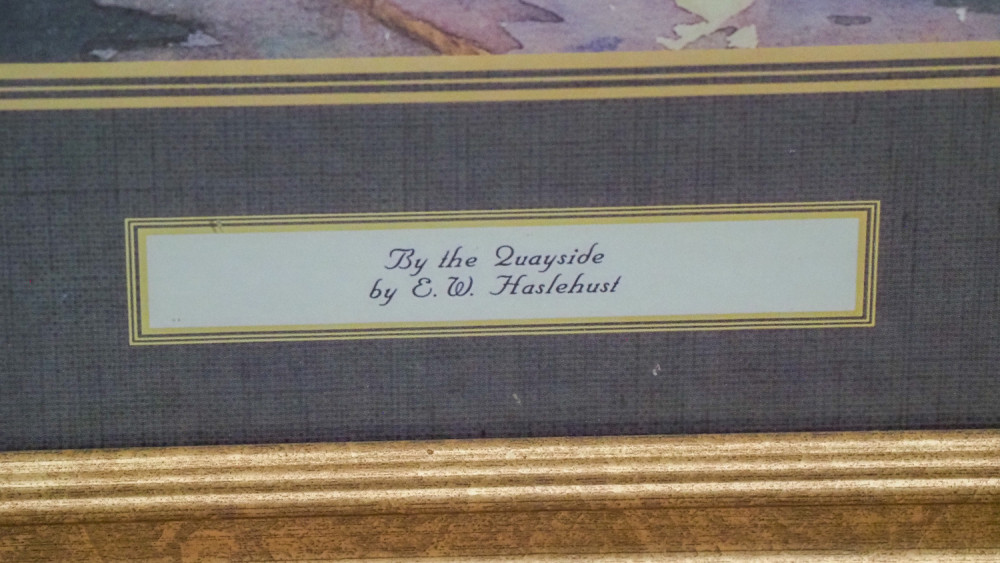 By the Quayside
by E. W. Haslehust